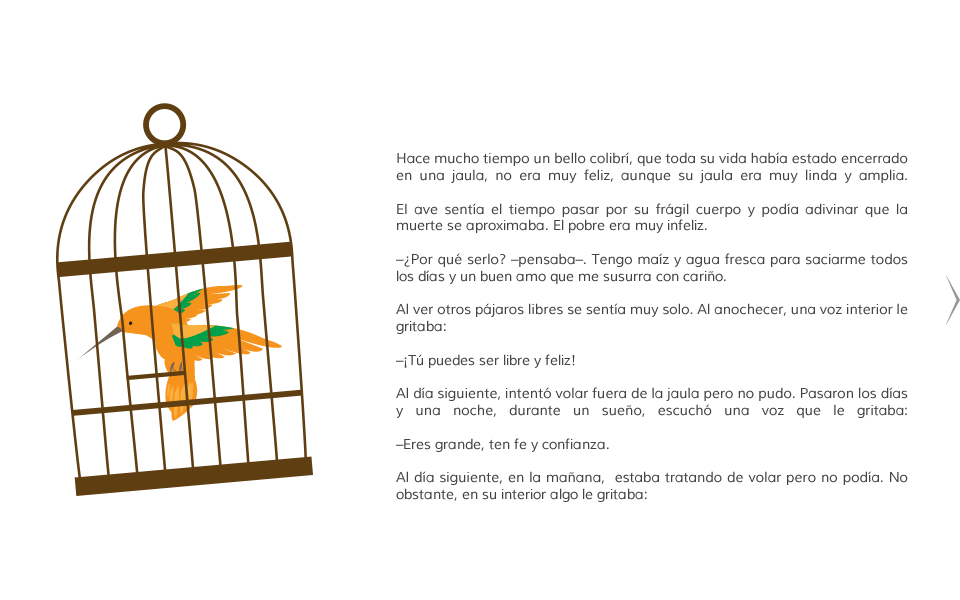 Hace mucho tiempo un bello colibrí, que toda su vida había estado encerrado
en una jaula, no era muy feliz, aunque su jaula era muy linda y amplia.
El ave sentía el tiempo pasar por su frágil cuerpo y podía adivinar que la
muerte se aproximaba. El pobre era muy infeliz.
–¿Por qué serlo? –pensaba–. Tengo maíz y agua fresca para saciarme todos
los días y un buen amo que me susurra con cariño.
Al ver otros pájaros libres se sentía muy solo. Al anochecer, una voz interior le
gritaba:
–¡Tú puedes ser libre y feliz!
Al día siguiente, intentó volar fuera de la jaula pero no pudo. Pasaron los días
y una noche, durante un sueño, escuchó una voz que le gritaba:
–Eres grande, ten fe y confianza.
Al día siguiente, en la mañana, estaba tratando de volar pero no podía. No
obstante, en su interior algo le gritaba: